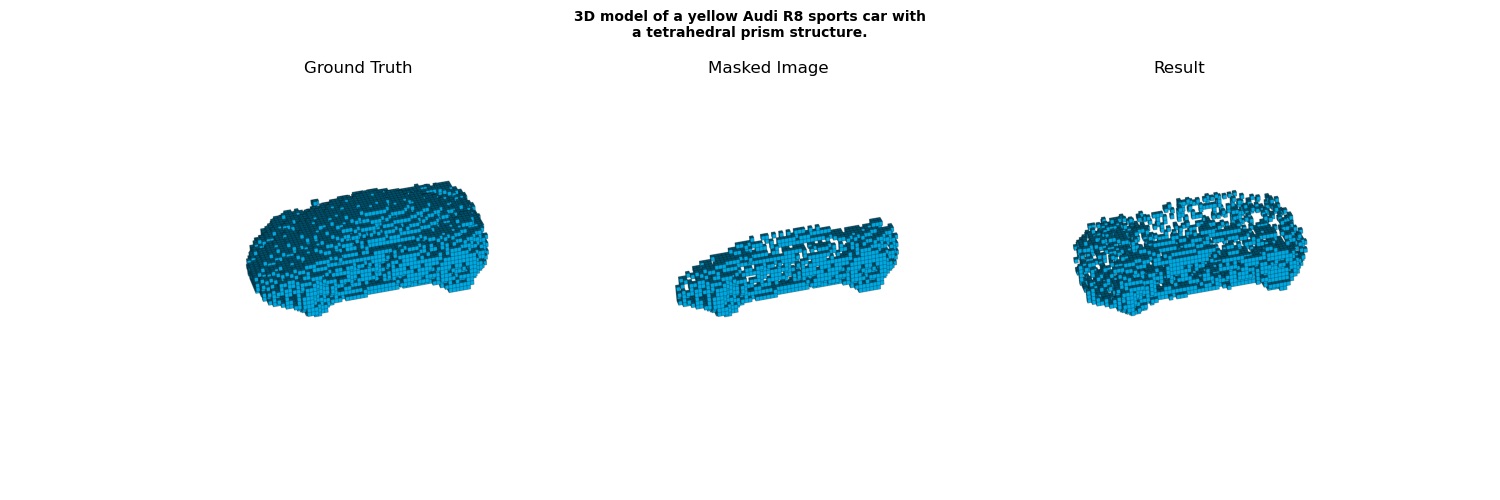 3D model of a yellow Audi R8 sports car with
a tetrahedral prism structure.
Ground Truth
Masked Image
Result